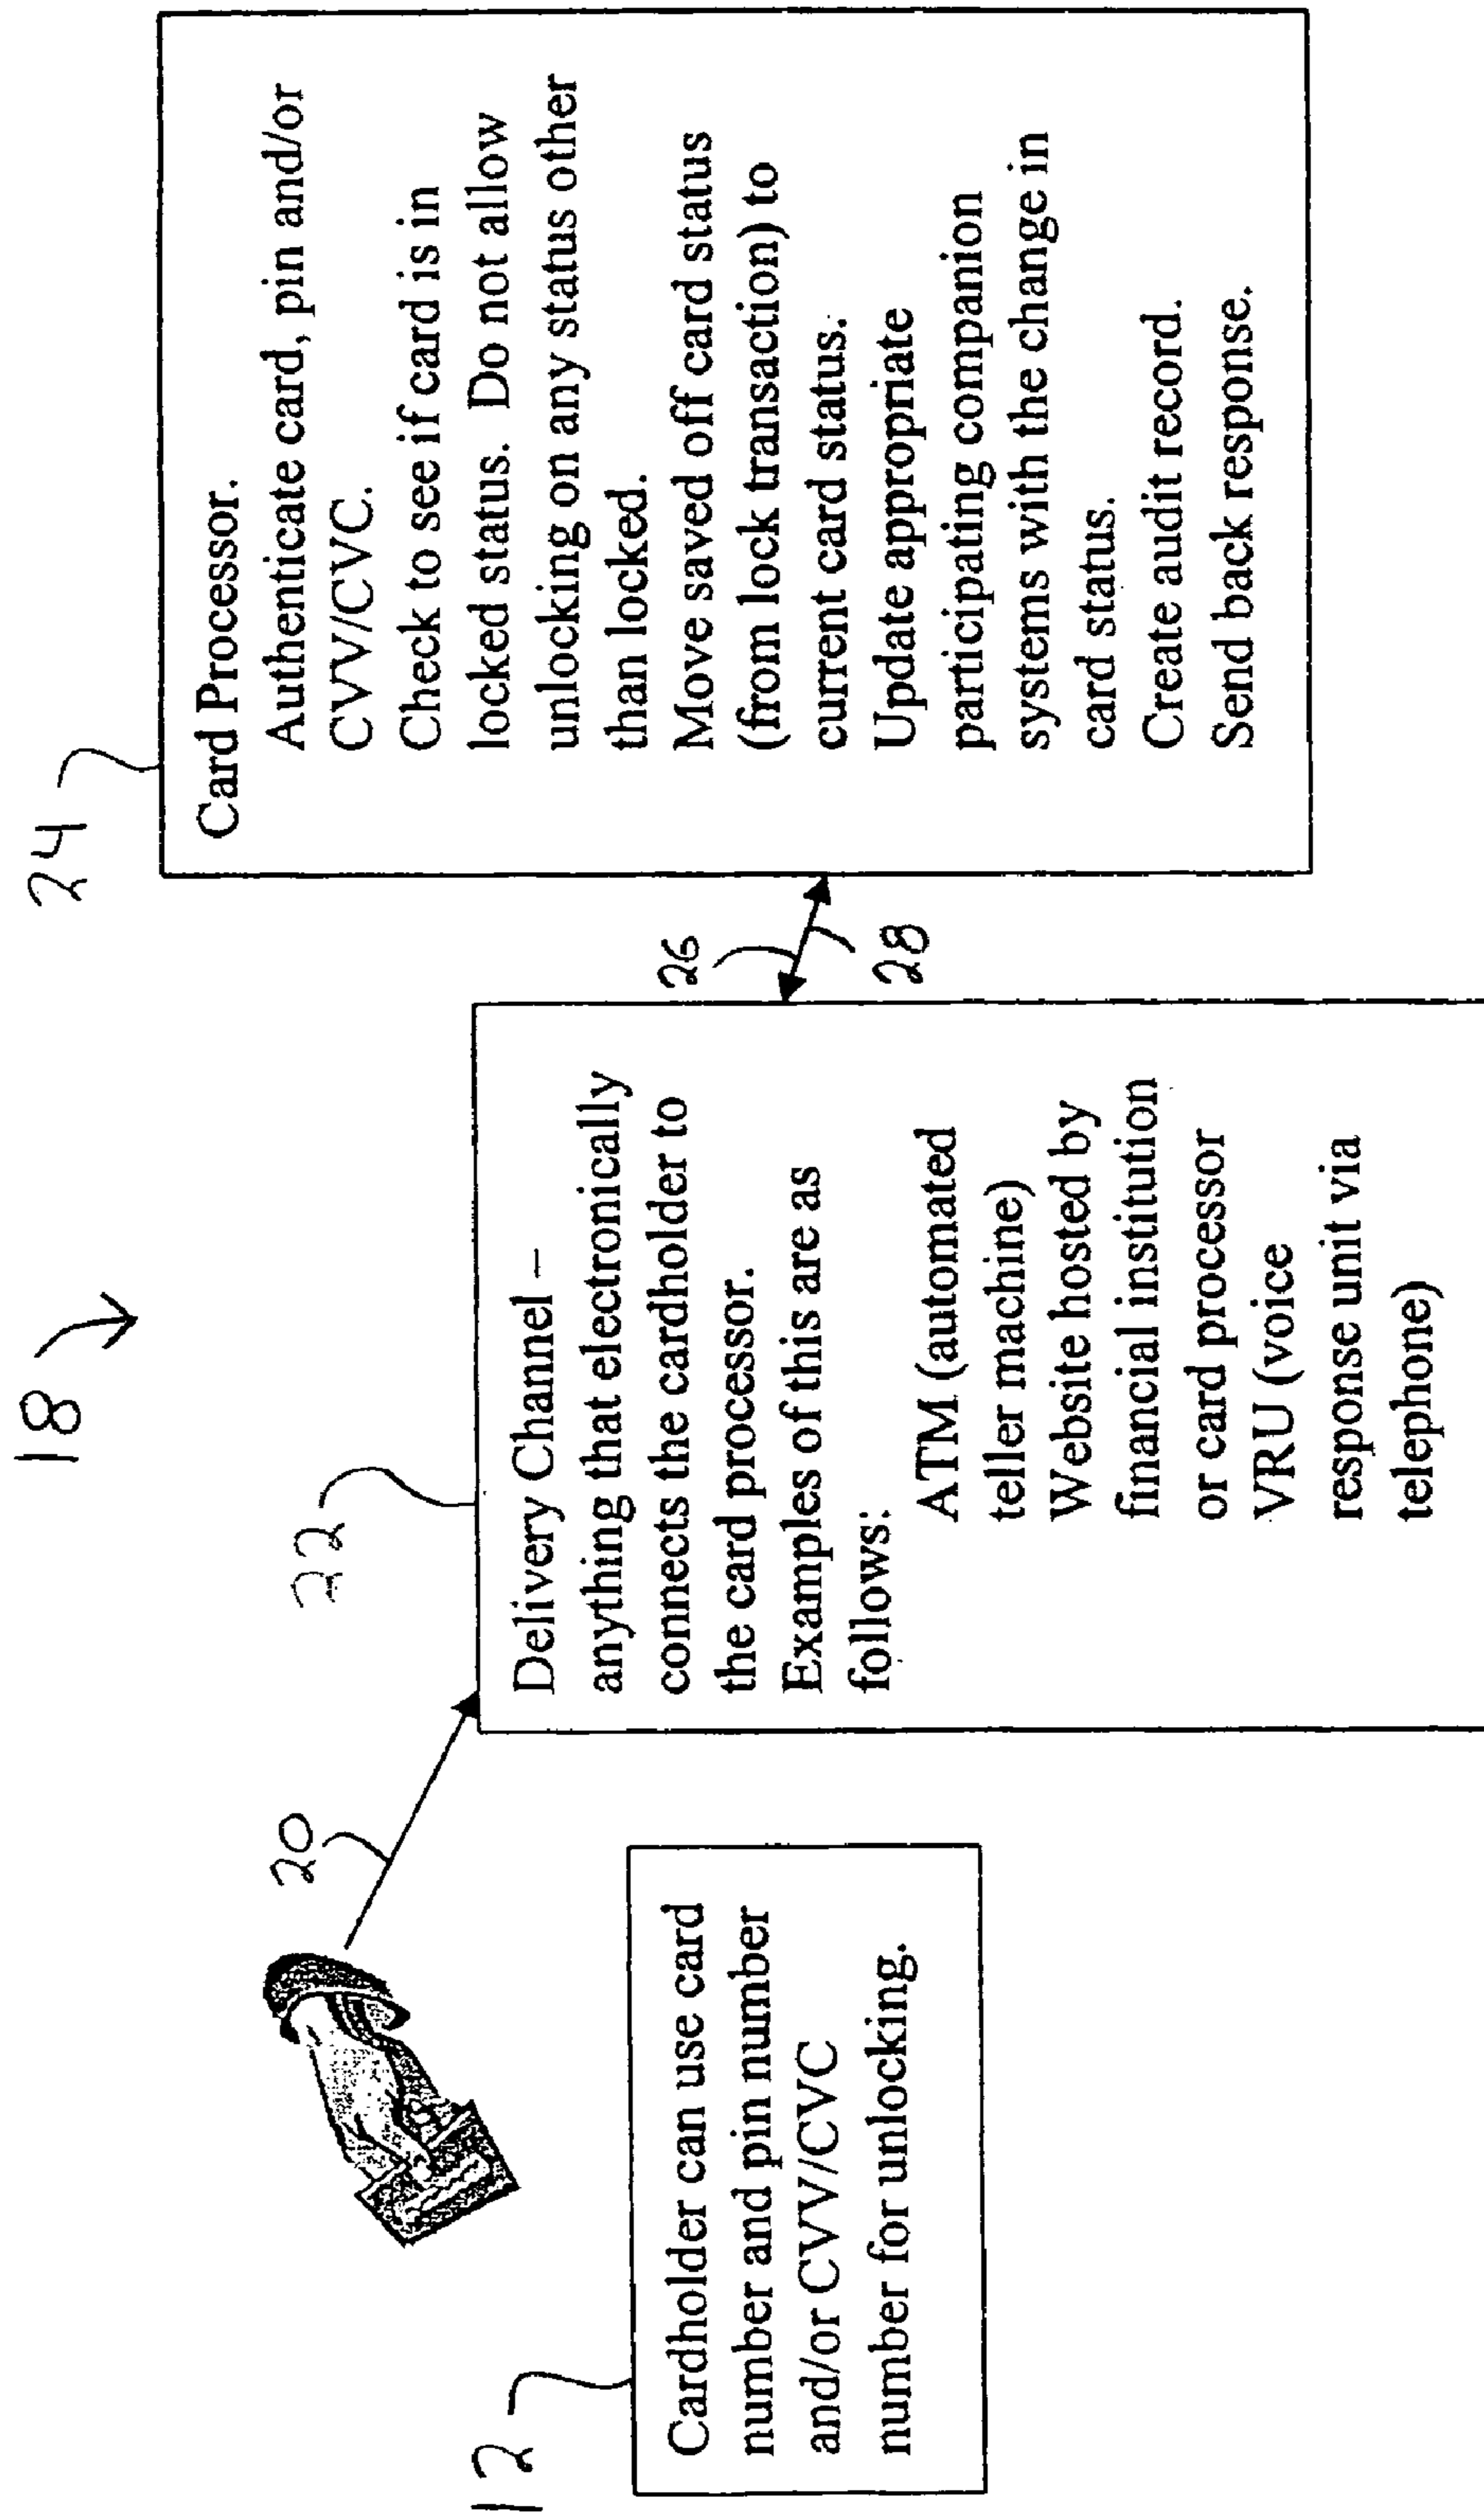 18
12
Cardholder can use card
number and pin number
and/or CVV/CVC
number for unlocking.
20
22
Delivery Channel –
anything that electronically
connects the cardholder to
the card processor.
Examples of this are as
follows:
ATM (automated
teller machine)
Website hosted by
financial institution
or card processor
VRU (voice
response unit via
telephone)
26
28
24
Card Processor.
Authenticate card, pin and/or
CVV/CVC.
Check to see if card is in
locked status. Do not allow
unlocking on any status other
than locked.
Move saved off card status
(from lock transaction) to
current card status.
Update appropriate
participating companion
systems with the change in
card status.
Create audit record.
Send back response.